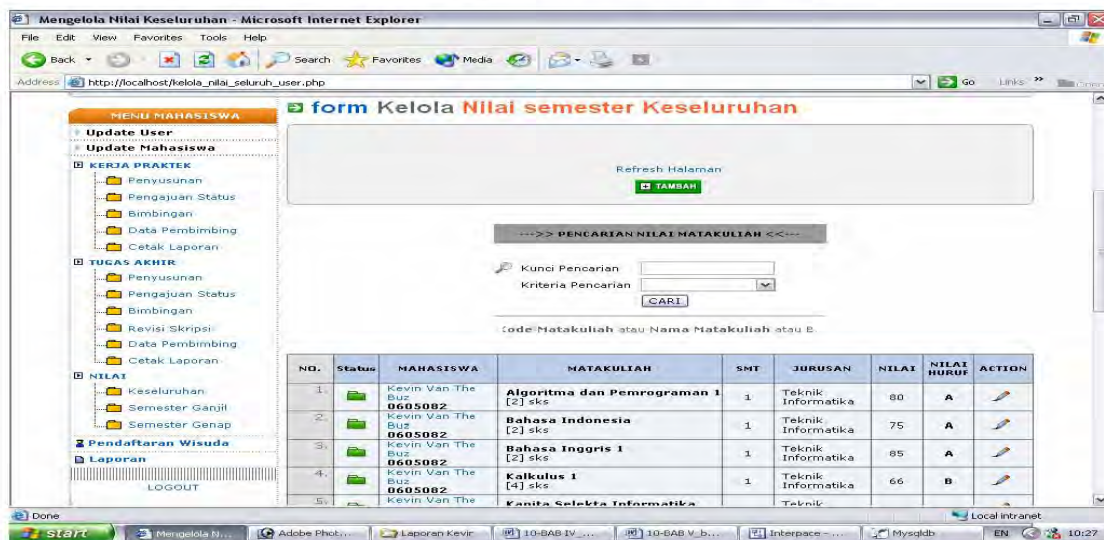 Mengelola Nilai Keseluruhan - Microsoft Internet Explorer
File Edit View Favorites Tools Help
Back Search Favorites Media
Address http://localhost/kelola_nilai_seluruh_user.php Go Links
MENU MAHASISWA
Update User
Update Mahasiswa
KERJA PRAKTEK
Penyusunan
Pengajuan Status
Bimbingan
Data Pembimbing
Cetak Laporan
TUGAS AKHIR
Penyusunan
Pengajuan Status
Bimbingan
Revisi Skripsi
Data Pembimbing
Cetak Laporan
NILAI
Keseluruhan
Semester Ganjil
Semester Genap
Pendaftaran Wisuda
Laporan
LOGOUT
form Kelola Nilai semester Keseluruhan
Refresh Halaman
TAMBAH
--->> PENCARIAN NILAI MATAKULIAH <<---
Kunci Pencarian
Kriteria Pencarian
CARI
Kode Matakuliah atau Nama Matakuliah atau B
NO. Status MAHASISWA MATAKULIAH SMT JURUSAN NILAI NILAI HURUF ACTION
1. Kevin Van The Buz 0605082 Algoritma dan Pemrograman 1 [2] sks 1 Teknik Informatika 80 A
2. Kevin Van The Buz 0605082 Bahasa Indonesia [2] sks 1 Teknik Informatika 75 A
3. Kevin Van The Buz 0605082 Bahasa Inggris 1 [2] sks 1 Teknik Informatika 85 A
4. Kevin Van The Buz 0605082 Kalkulus 1 [4] sks 1 Teknik Informatika 66 B
5. Kevin Van The Kapita Selekta Informatika Teknik
Done Local intranet
start Mengelola N... Adobe Phot... Laporan Kevin 10-BAB IV_... 10-BAB V_b... Interpace - ... Mysqldb EN 10:27